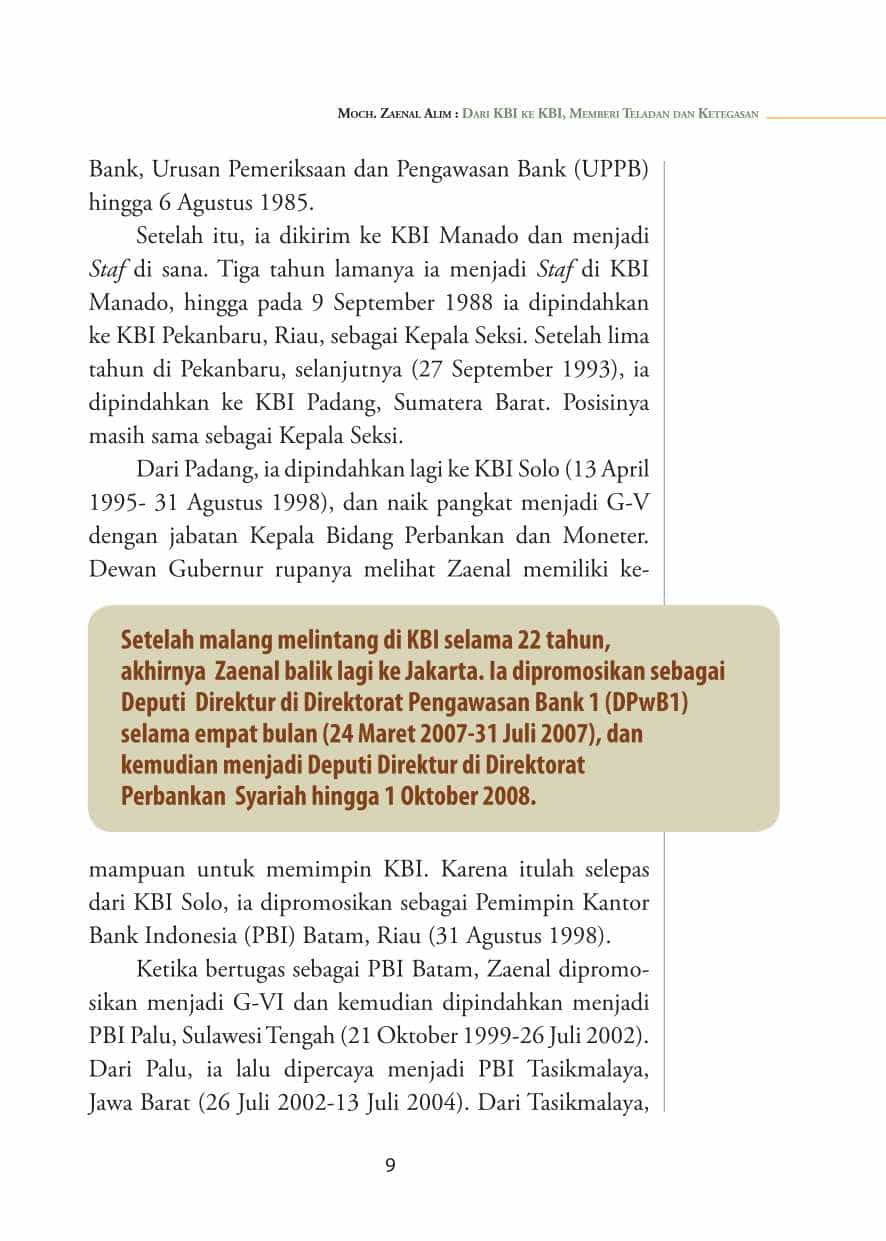 Moch. Zaenal Alim : Dari KBI ke KBI, Memberi Teladan dan Ketegasan
Bank, Urusan Pemeriksaan dan Pengawasan Bank (UPPB)
hingga 6 Agustus 1985.
Setelah itu, ia dikirim ke KBI Manado dan menjadi
Staf di sana. Tiga tahun lamanya ia menjadi Staf di KBI
Manado, hingga pada 9 September 1988 ia dipindahkan
ke KBI Pekanbaru, Riau, sebagai Kepala Seksi. Setelah lima
tahun di Pekanbaru, selanjutnya (27 September 1993), ia
dipindahkan ke KBI Padang, Sumatera Barat. Posisinya
masih sama sebagai Kepala Seksi.
Dari Padang, ia dipindahkan lagi ke KBI Solo (13 April
1995- 31 Agustus 1998), dan naik pangkat menjadi G-V
dengan jabatan Kepala Bidang Perbankan dan Moneter.
Dewan Gubernur rupanya melihat Zaenal memiliki ke-
Setelah malang melintang di KBI selama 22 tahun,
akhirnya Zaenal balik lagi ke Jakarta. Ia dipromosikan sebagai
Deputi Direktur di Direktorat Pengawasan Bank 1 (DPwB1)
selama empat bulan (24 Maret 2007-31 Juli 2007), dan
kemudian menjadi Deputi Direktur di Direktorat
Perbankan Syariah hingga 1 Oktober 2008.
mampuan untuk memimpin KBI. Karena itulah selepas
dari KBI Solo, ia dipromosikan sebagai Pemimpin Kantor
Bank Indonesia (PBI) Batam, Riau (31 Agustus 1998).
Ketika bertugas sebagai PBI Batam, Zaenal dipromo-
sikan menjadi G-VI dan kemudian dipindahkan menjadi
PBI Palu, Sulawesi Tengah (21 Oktober 1999-26 Juli 2002).
Dari Palu, ia lalu dipercaya menjadi PBI Tasikmalaya,
Jawa Barat (26 Juli 2002-13 Juli 2004). Dari Tasikmalaya,
9